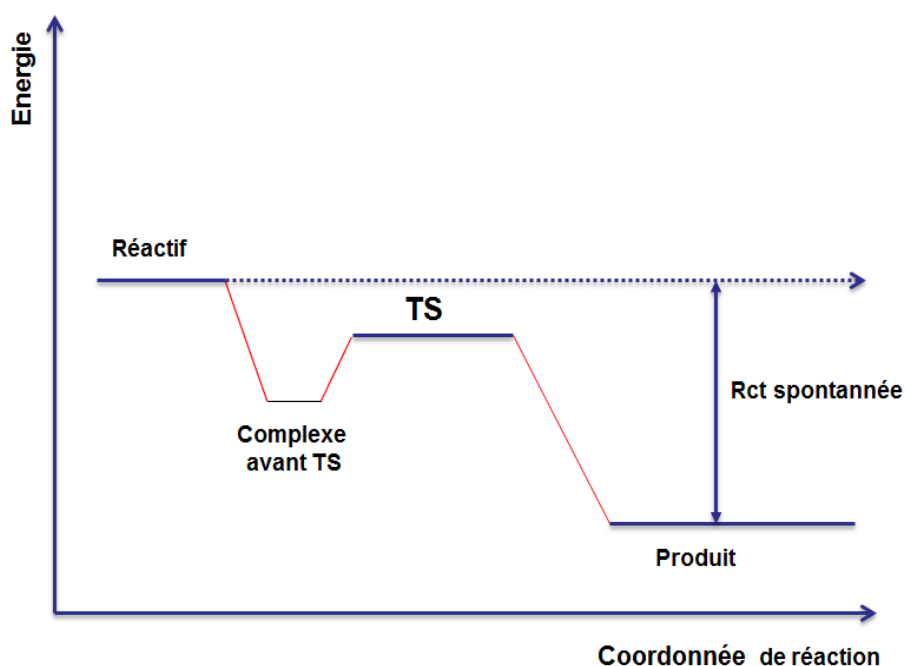 Energie
Réactif
TS
Rct spontannée
Complexe
avant TS
Produit
Coordonnée de réaction